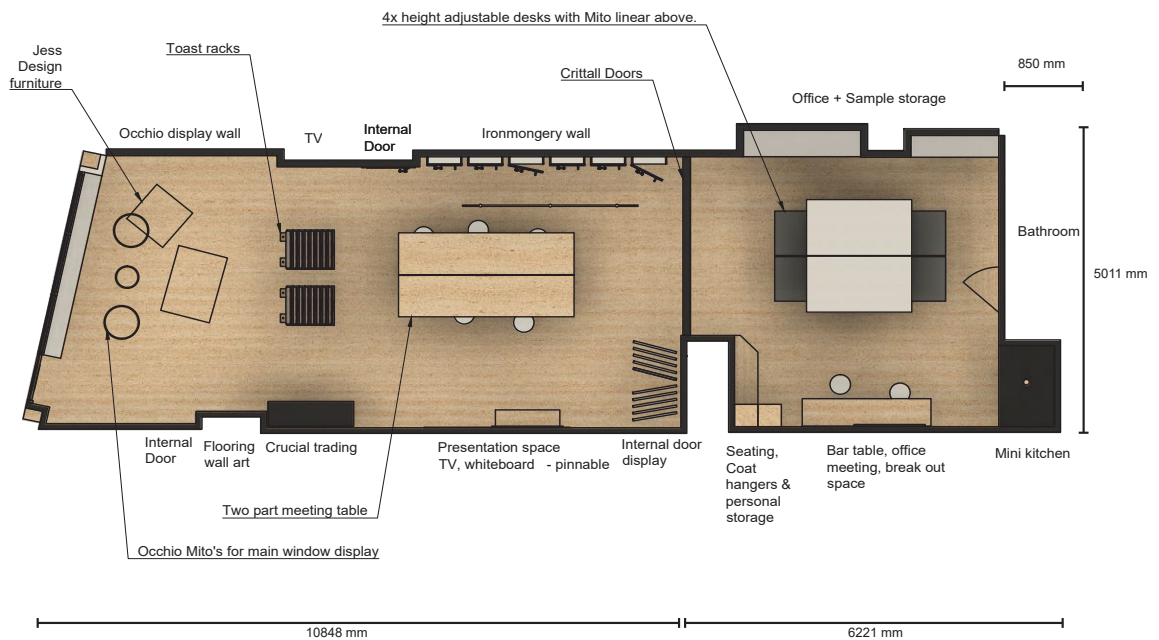 4x height adjustable desks with Mito linear above.
Jess
Design
furniture
Toast racks
Crittall Doors
850 mm
Office + Sample storage
Occhio display wall
TV
Internal
Door
Ironmongery wall
Bathroom
5011 mm
Internal
Door
Flooring
wall art
Crucial trading
Presentation space
TV, whiteboard - pinnable
Internal door
display
Seating,
Coat
hangers &
personal
storage
Bar table, office
meeting, break out
space
Mini kitchen
Two part meeting table
Occhio Mito's for main window display
10848 mm
6221 mm